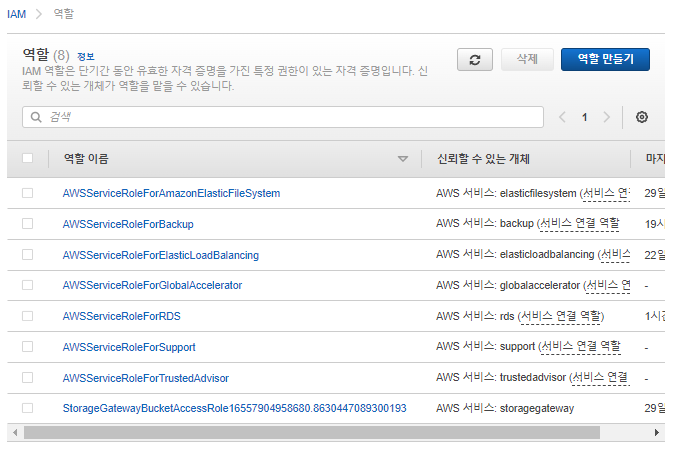 IAM > 역할
역할 (8) 정보
IAM 역할은 단기간 동안 유효한 자격 증명을 가진 특정 권한이 있는 자격 증명입니다. 신
뢰할 수 있는 개체가 역할을 맡을 수 있습니다.
삭제
역할 만들기
검색
1
역할 이름 신뢰할 수 있는 개체 마지
AWSServiceRoleForAmazonElasticFileSystem AWS 서비스: elasticfilesystem (서비스 연 29일
AWSServiceRoleForBackup AWS 서비스: backup (서비스 연결 역할 19시
AWSServiceRoleForElasticLoadBalancing AWS 서비스: elasticloadbalancing (서비스 22일
AWSServiceRoleForGlobalAccelerator AWS 서비스: globalaccelerator (서비스 연 -
AWSServiceRoleForRDS AWS 서비스: rds (서비스 연결 역할) 1시간
AWSServiceRoleForSupport AWS 서비스: support (서비스 연결 역할 -
AWSServiceRoleForTrustedAdvisor AWS 서비스: trustedadvisor (서비스 연결 -
StorageGatewayBucketAccessRole16557904958680.8630447089300193 AWS 서비스: storagegateway 29일